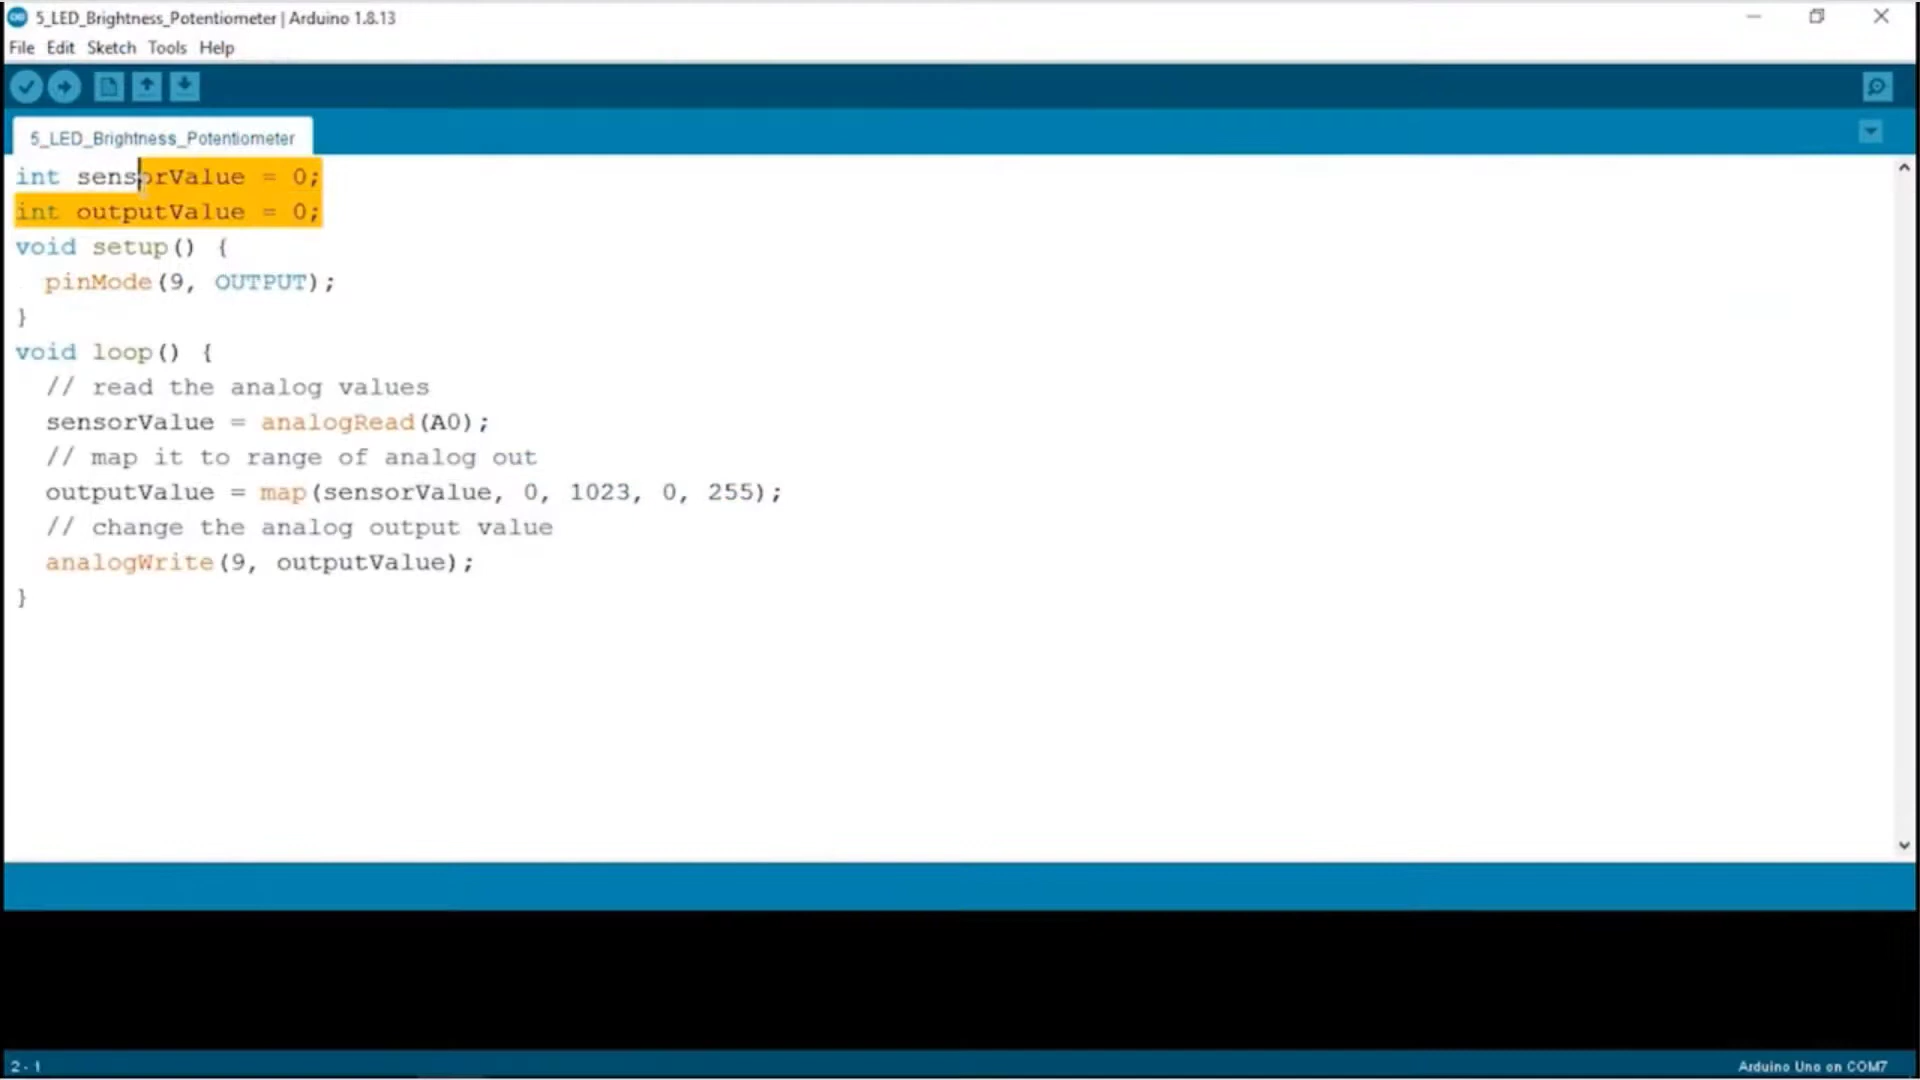 5_LED_Brightness_Potentiometer | Arduino 1.8.13
File Edit Sketch Tools Help
5_LED_Brightness_Potentiometer
int sensorValue = 0;
int outputValue = 0;
void setup() {
pinMode(9, OUTPUT);
}
void loop() {
// read the analog values
sensorValue = analogRead(A0);
// map it to range of analog out
outputValue = map(sensorValue, 0, 1023, 0, 255);
// change the analog output value
analogWrite(9, outputValue);
}
2 - 1
Arduino Uno on COM7